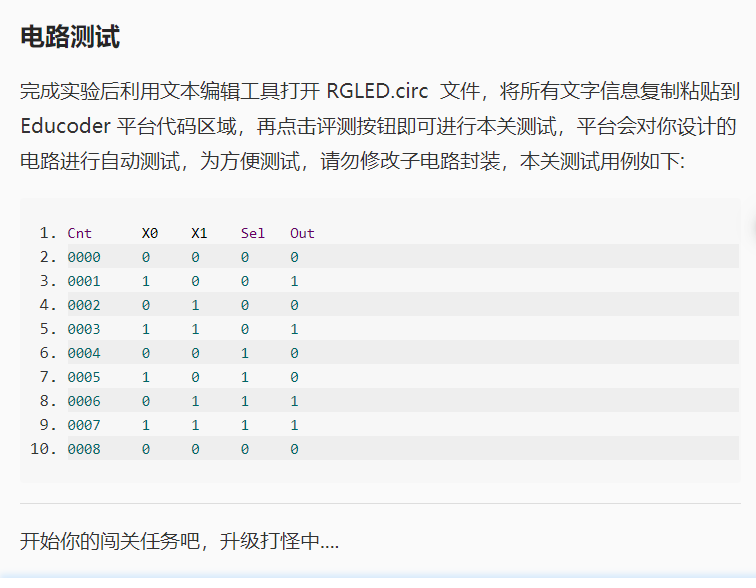 电路测试
完成实验后利用文本编辑工具打开 RGLED.circ 文件，将所有文字信息复制粘贴到
Educoder 平台代码区域，再点击评测按钮即可进行本关测试，平台会对你设计的
电路进行自动测试，为方便测试，请勿修改子电路封装，本关测试用例如下:
1. Cnt X0 X1 Sel Out
2. 0000 0 0 0 0
3. 0001 1 0 0 1
4. 0002 0 1 0 0
5. 0003 1 1 0 1
6. 0004 0 0 1 0
7. 0005 1 0 1 0
8. 0006 0 1 1 1
9. 0007 1 1 1 1
10. 0008 0 0 0 0
开始你的闯关任务吧，升级打怪中....